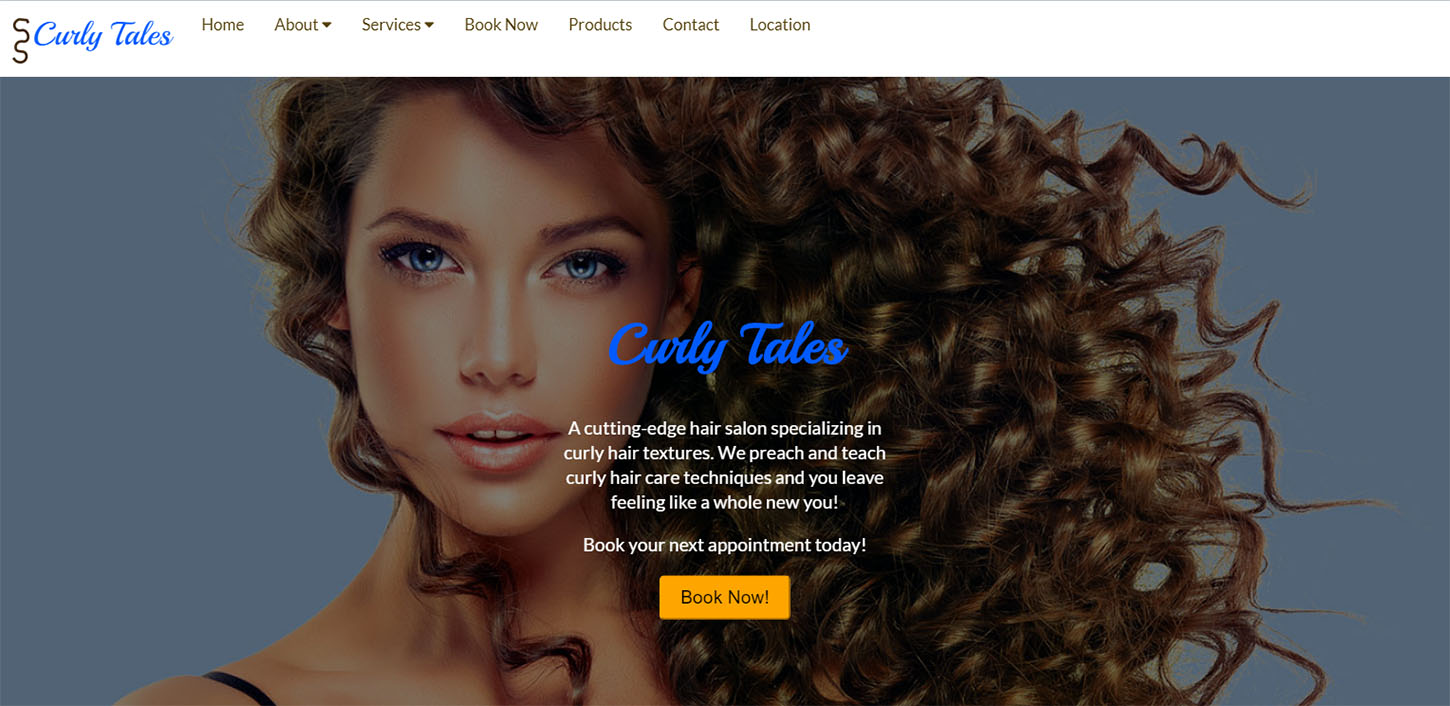 Curly Tales Home About Services Book Now Products Contact Location
Curly Tales
A cutting-edge hair salon specializing in
curly hair textures. We preach and teach
curly hair care techniques and you leave
feeling like a whole new you!
Book your next appointment today!
Book Now!